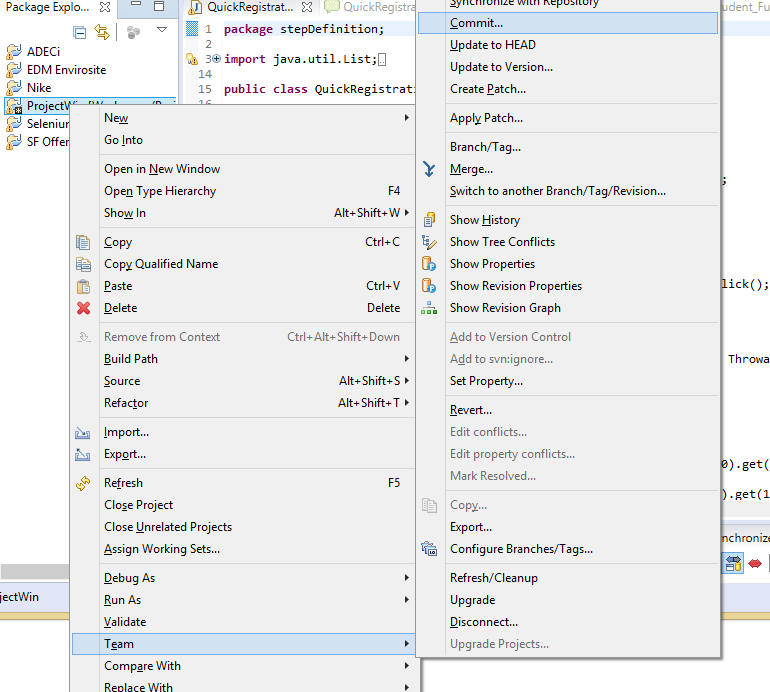 Package Explo...
QuickRegistrat...
QuickRegistra
udent_Fu
1 package stepDefinition;
2
3 import java.util.List;
14
15 public class QuickRegistrati
16
ADECi
EDM Envirosite
Nike
ProjectWin
Selenium
SF Offer
New
Go Into
Open in New Window
Open Type Hierarchy F4
Show In Alt+Shift+W
Copy Ctrl+C
Copy Qualified Name
Paste Ctrl+V
Delete Delete
Remove from Context Ctrl+Alt+Shift+Down
Build Path
Source Alt+Shift+S
Refactor Alt+Shift+T
Import...
Export...
Refresh F5
Close Project
Close Unrelated Projects
Assign Working Sets...
Debug As
Run As
Validate
Team
Compare With
Replace With
Synchronize with Repository
Commit...
Update to HEAD
Update to Version...
Create Patch...
Apply Patch...
Branch/Tag...
Merge...
Switch to another Branch/Tag/Revision...
Show History
Show Tree Conflicts
Show Properties
Show Revision Properties
Show Revision Graph
Add to Version Control
Add to svn:ignore...
Set Property...
Revert...
Edit conflicts...
Edit property conflicts...
Mark Resolved...
Copy...
Export...
Configure Branches/Tags...
Refresh/Cleanup
Upgrade
Disconnect...
Upgrade Projects...
;
lick();
Throwa
0).get(
).get(1
nchronize
jectWin